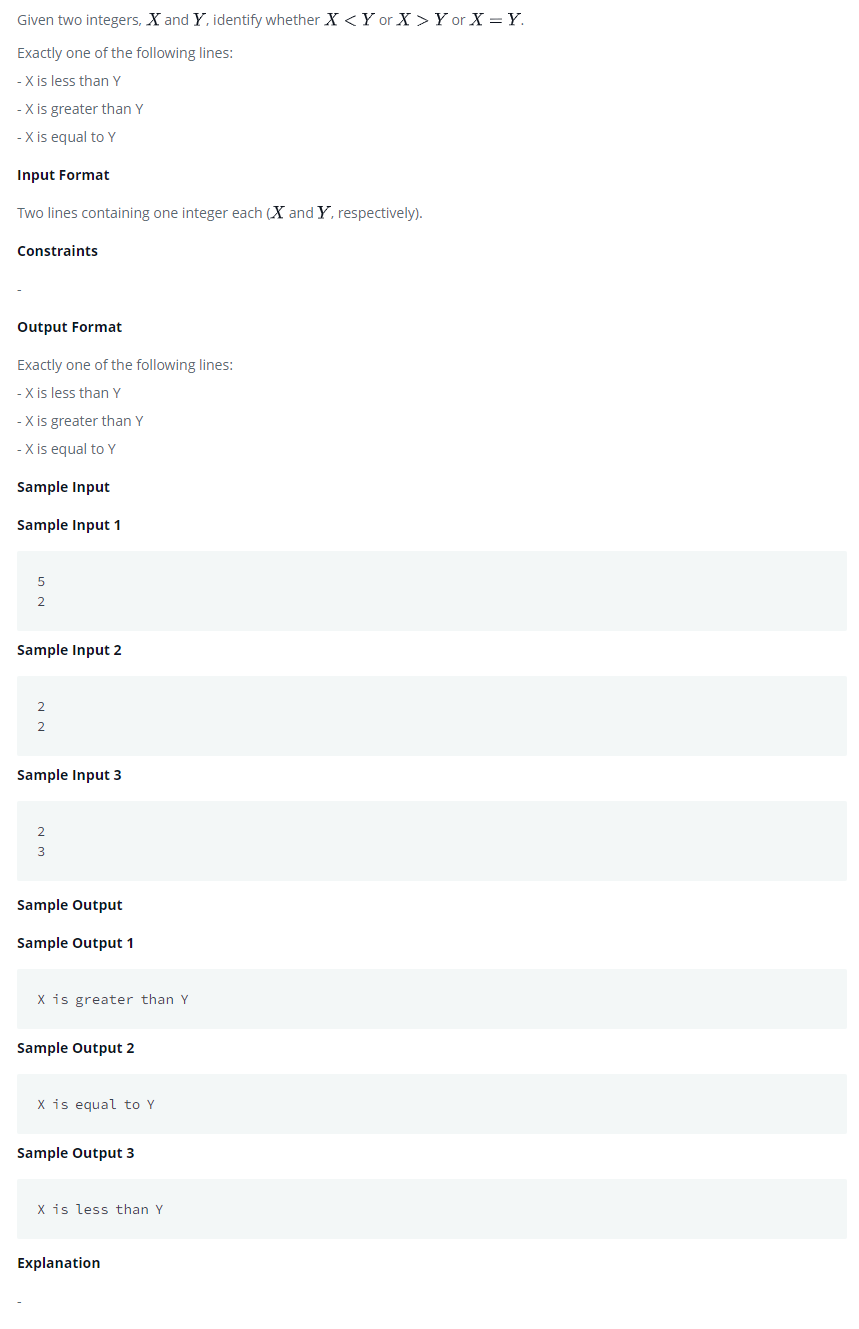 Given two integers, X and Y, identify whether X < Y or X > Y or X = Y.
Exactly one of the following lines:
- X is less than Y
- X is greater than Y
- X is equal to Y
Input Format
Two lines containing one integer each (X and Y, respectively).
Constraints
-
Output Format
Exactly one of the following lines:
- X is less than Y
- X is greater than Y
- X is equal to Y
Sample Input
Sample Input 1
5
2
Sample Input 2
2
2
Sample Input 3
2
3
Sample Output
Sample Output 1
X is greater than Y
Sample Output 2
X is equal to Y
Sample Output 3
X is less than Y
Explanation
-